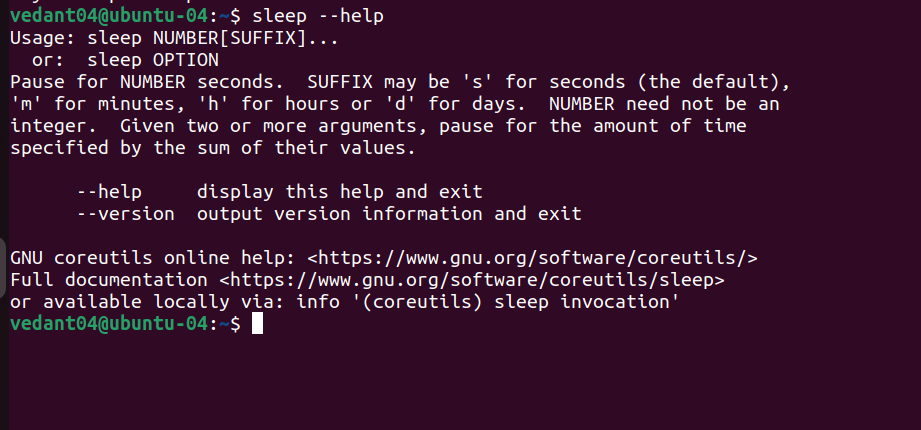 vedant04@ubuntu-04:~$ sleep --help
Usage: sleep NUMBER[SUFFIX]...
  or:  sleep OPTION
Pause for NUMBER seconds.  SUFFIX may be 's' for seconds (the default),
'm' for minutes, 'h' for hours or 'd' for days.  NUMBER need not be an
integer.  Given two or more arguments, pause for the amount of time
specified by the sum of their values.

      --help     display this help and exit
      --version  output version information and exit

GNU coreutils online help: <https://www.gnu.org/software/coreutils/>
Full documentation <https://www.gnu.org/software/coreutils/sleep>
or available locally via: info '(coreutils) sleep invocation'
vedant04@ubuntu-04:~$